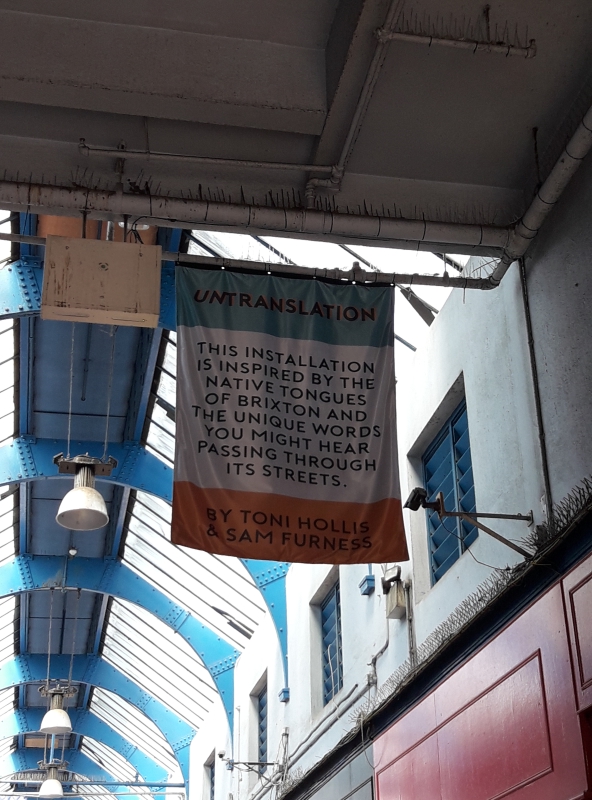 UNTRANSLATION
THIS INSTALLATION
IS INSPIRED BY THE
NATIVE TONGUES
OF BRIXTON AND
THE UNIQUE WORDS
YOU MIGHT HEAR
PASSING THROUGH
ITS STREETS.
BY TONI HOLLIS
& SAM FURNESS